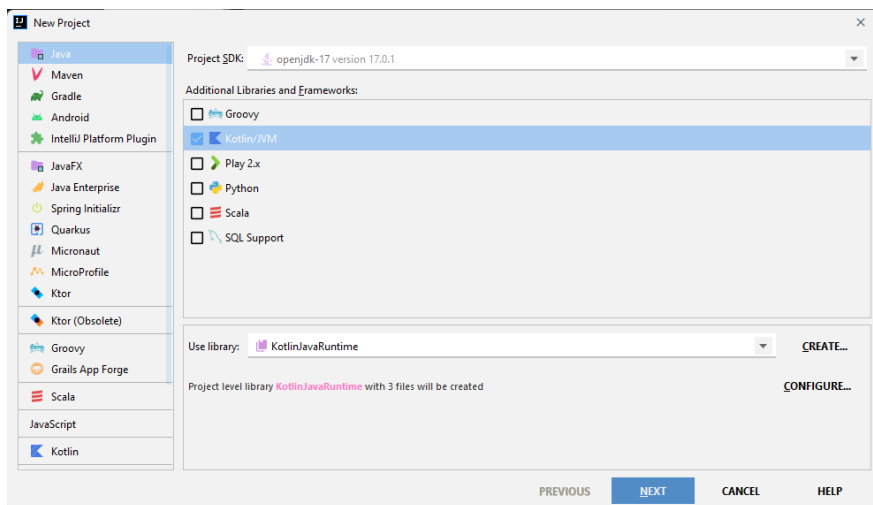 New Project
Java
Maven
Gradle
Android
IntelliJ Platform Plugin
JavaFX
Java Enterprise
Spring Initializr
Quarkus
Micronaut
MicroProfile
Ktor
Ktor (Obsolete)
Groovy
Grails App Forge
Scala
JavaScript
Kotlin
Project SDK: openjdk-17 version 17.0.1
Additional Libraries and Frameworks:
Groovy
Kotlin/JVM
Play 2.x
Python
Scala
SQL Support
Use library: KotlinJavaRuntime CREATE...
Project level library KotlinJavaRuntime with 3 files will be created CONFIGURE...
PREVIOUS NEXT CANCEL HELP